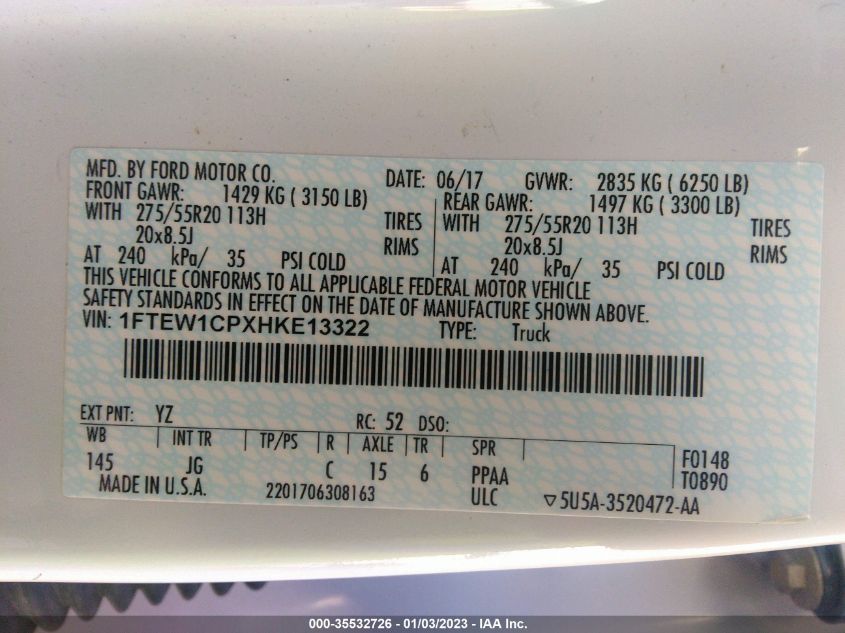 MFD. BY FORD MOTOR CO. DATE: 06/17 GVWR: 2835 KG ( 6250 LB)
FRONT GAWR: 1429 KG ( 3150 LB) REAR GAWR: 1497 KG ( 3300 LB)
WITH 275/55R20 113H TIRES WITH 275/55R20 113H TIRES
20x8.5J RIMS 20x8.5J RIMS
AT 240 kPa/ 35 PSI COLD AT 240 kPa/ 35 PSI COLD
THIS VEHICLE CONFORMS TO ALL APPLICABLE FEDERAL MOTOR VEHICLE
SAFETY STANDARDS IN EFFECT ON THE DATE OF MANUFACTURE SHOWN ABOVE.
VIN: 1FTEW1CPXHKE13322 TYPE: Truck
EXT PNT: YZ RC: 52 DSO:
WB INT TR TP/PS R AXLE TR SPR F0148
145 JG C 15 6 PPAA T0890
MADE IN U.S.A. 2201706308163 ULC ▽5U5A-3520472-AA
000-35532726 - 01/03/2023 - IAA Inc.